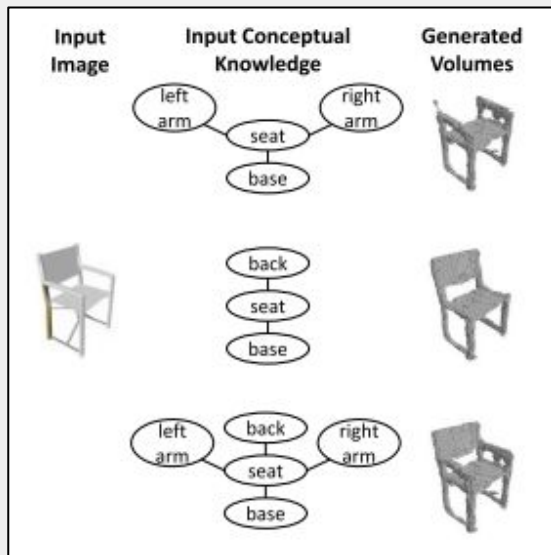 Input
Image
Input Conceptual
Knowledge
Generated
Volumes
left
arm
right
arm
seat
base
back
seat
base
left
arm
back
right
arm
seat
base